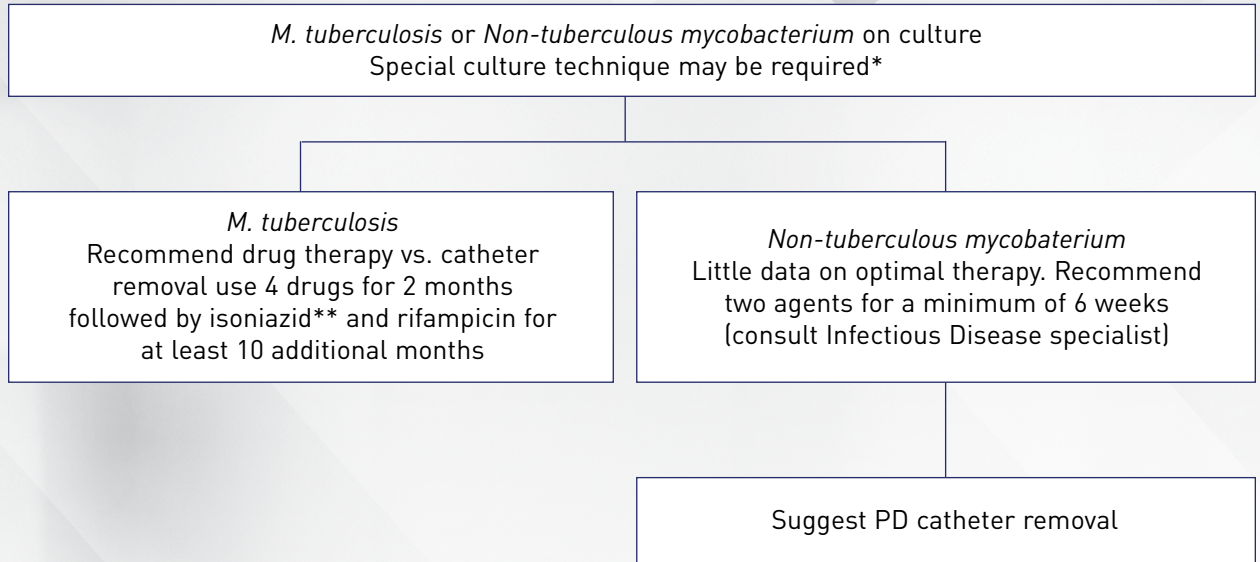 M. tuberculosis or Non-tuberculous mycobacterium on culture
Special culture technique may be required*
M. tuberculosis
Recommend drug therapy vs. catheter
removal use 4 drugs for 2 months
followed by isoniazid** and rifampicin for
at least 10 additional months
Non-tuberculous mycobaterium
Little data on optimal therapy. Recommend
two agents for a minimum of 6 weeks
(consult Infectious Disease specialist)
Suggest PD catheter removal